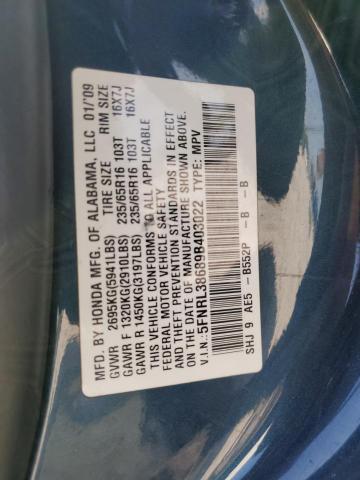 MFD. BY HONDA MFG. OF ALABAMA, LLC 01/'09
TIRE SIZE RIM SIZE
GVWR 2695KG(5941LBS)
GAWR F 1320KG(2910LBS) 235/65R16 103T 16X7J
GAWR R 1450KG(3197LBS) 235/65R16 103T 16X7J
THIS VEHICLE CONFORMS TO ALL APPLICABLE
FEDERAL MOTOR VEHICLE SAFETY
AND THEFT PREVENTION STANDARDS IN EFFECT
ON THE DATE OF MANUFACTURE SHOWN ABOVE.
V.I.N.:5FNRL38689B403022 TYPE: MPV
SHJ 9 AE5 - B552P - B - B